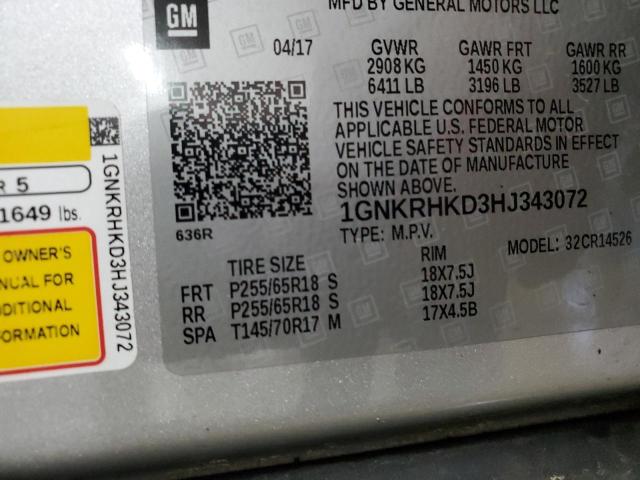 GM
MFD BY GENERAL MOTORS LLC
04/17
GVWR GAWR FRT GAWR RR
2908 KG 1450 KG 1600 KG
6411 LB 3196 LB 3527 LB
THIS VEHICLE CONFORMS TO ALL
APPLICABLE U.S. FEDERAL MOTOR
VEHICLE SAFETY STANDARDS IN EFFECT
ON THE DATE OF MANUFACTURE
SHOWN ABOVE.
1GNKRHKD3HJ343072
636R
TYPE: M.P.V.
MODEL: 32CR14526
TIRE SIZE RIM
FRT P255/65R18 S 18X7.5J
RR P255/65R18 S 18X7.5J
SPA T145/70R17 M 17X4.5B
R 5
1649 lbs.
OWNER'S
NUAL FOR
DITIONAL
FORMATION
1GNKRHKD3HJ343072